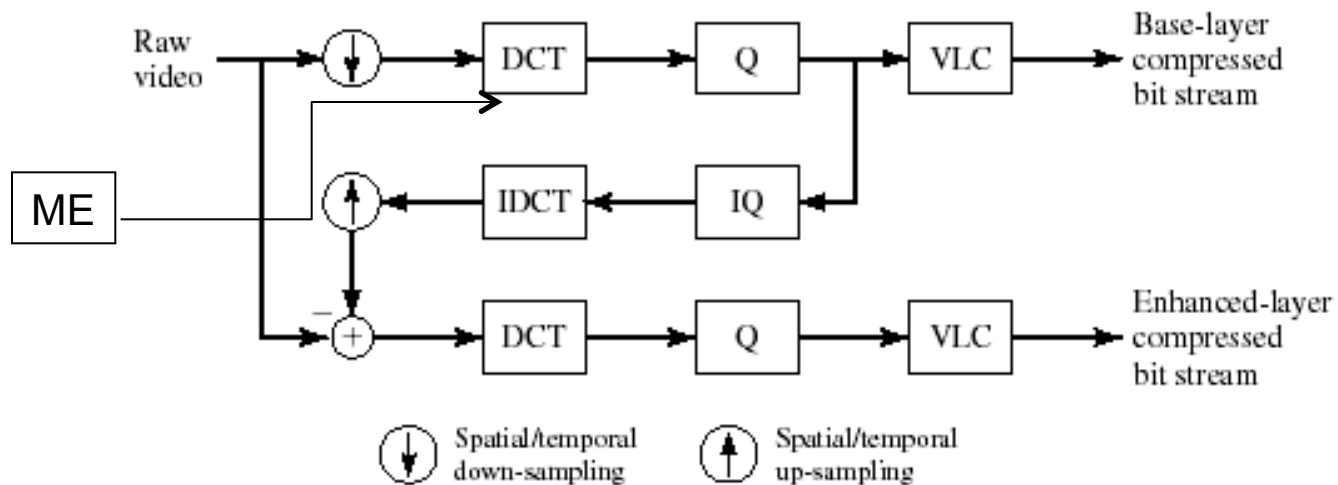 Raw
video
DCT
Q
VLC
Base-layer
compressed
bit stream
ME
IDCT
IQ
−
+
DCT
Q
VLC
Enhanced-layer
compressed
bit stream
Spatial/temporal
down-sampling
Spatial/temporal
up-sampling